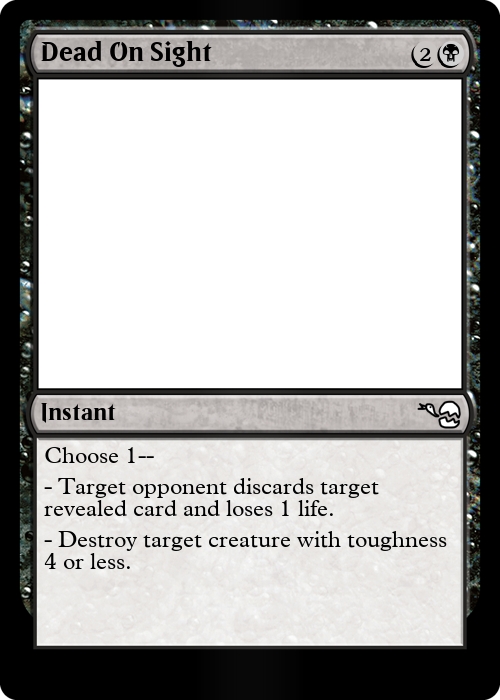 Dead On Sight
2
Instant
Choose 1--
- Target opponent discards target
revealed card and loses 1 life.
- Destroy target creature with toughness
4 or less.